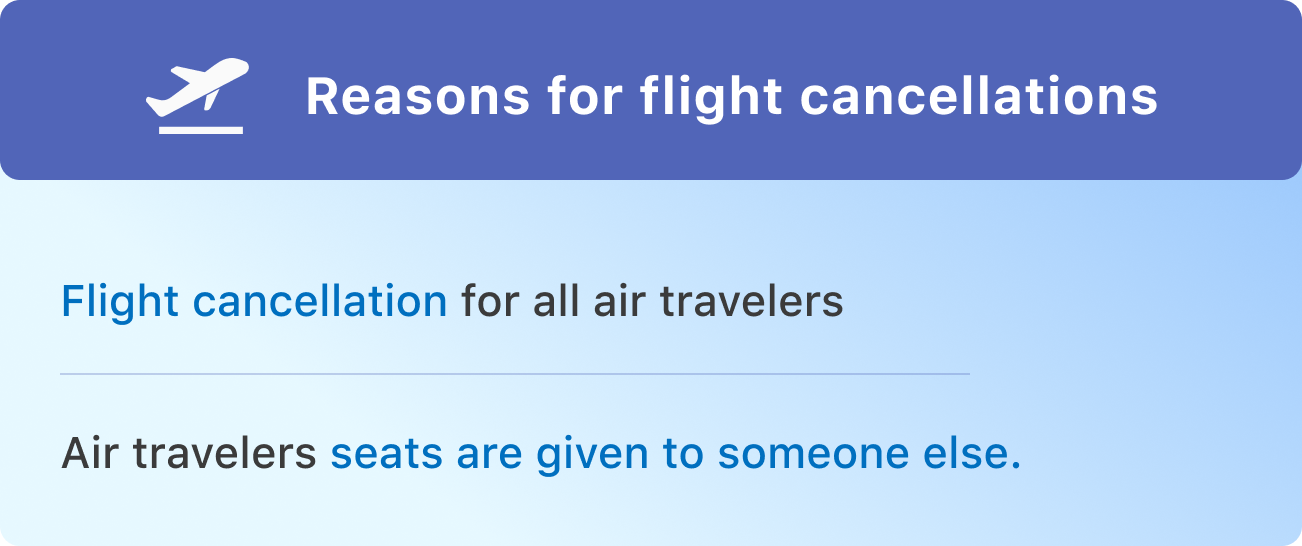 Reasons for flight cancellations
Flight cancellation for all air travelers
Air travelers seats are given to someone else.